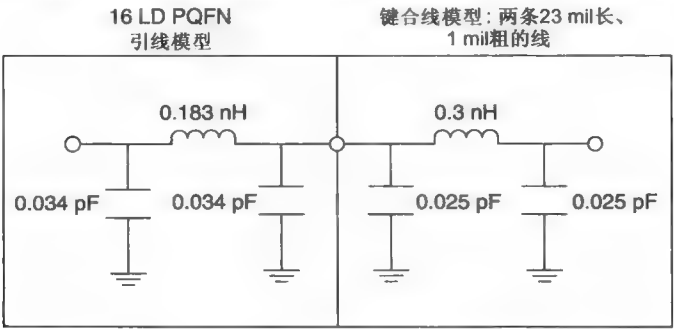 16 LD PQFN
引线模型
键合线模型：两条23 mil长、
1 mil粗的线
0.183 nH
0.3 nH
0.034 pF
0.034 pF
0.025 pF
0.025 pF